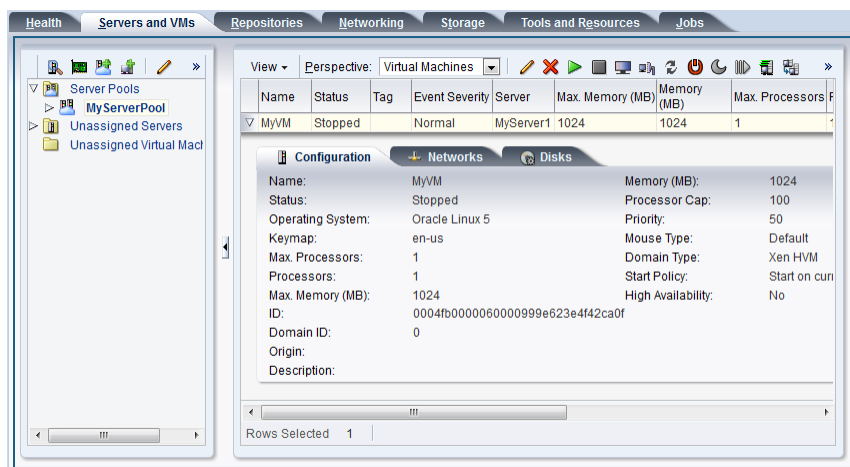 Health Servers and VMs Repositories Networking Storage Tools and Resources Jobs
» View Perspective: Virtual Machines »
Server Pools
MyServerPool
Unassigned Servers
Unassigned Virtual Mach
Name Status Tag Event Severity Server Max. Memory (MB) Memory (MB) Max. Processors
MyVM Stopped Normal MyServer1 1024 1024 1
Configuration Networks Disks
Name: MyVM Memory (MB): 1024
Status: Stopped Processor Cap: 100
Operating System: Oracle Linux 5 Priority: 50
Keymap: en-us Mouse Type: Default
Max. Processors: 1 Domain Type: Xen HVM
Processors: 1 Start Policy: Start on curr
Max. Memory (MB): 1024 High Availability: No
ID: 0004fb0000060000999e623e4f42ca0f
Domain ID: 0
Origin:
Description:
Rows Selected 1